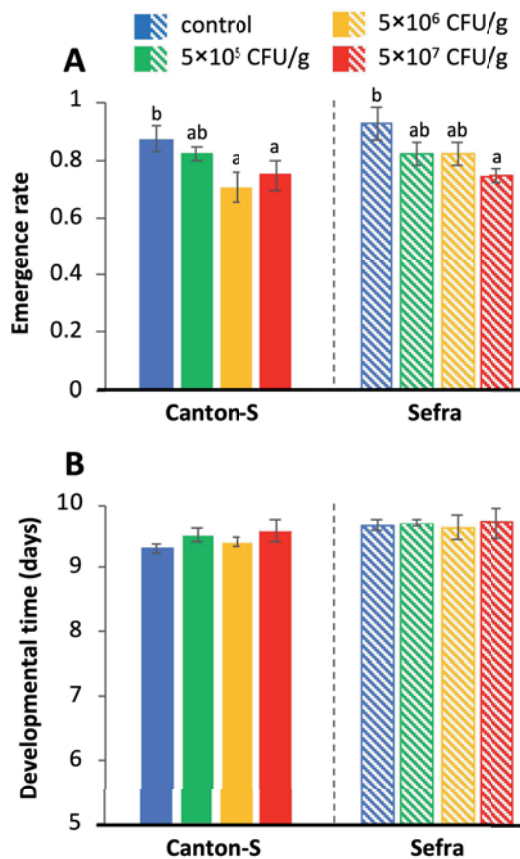 control
5×10⁶ CFU/g
5×10⁵ CFU/g
5×10⁷ CFU/g
A
Emergence rate
1
0.8
0.6
0.4
0.2
0
b ab a a
b ab ab a
Canton-S Sefra
B
Developmental time (days)
10
9
8
7
6
5
Canton-S Sefra